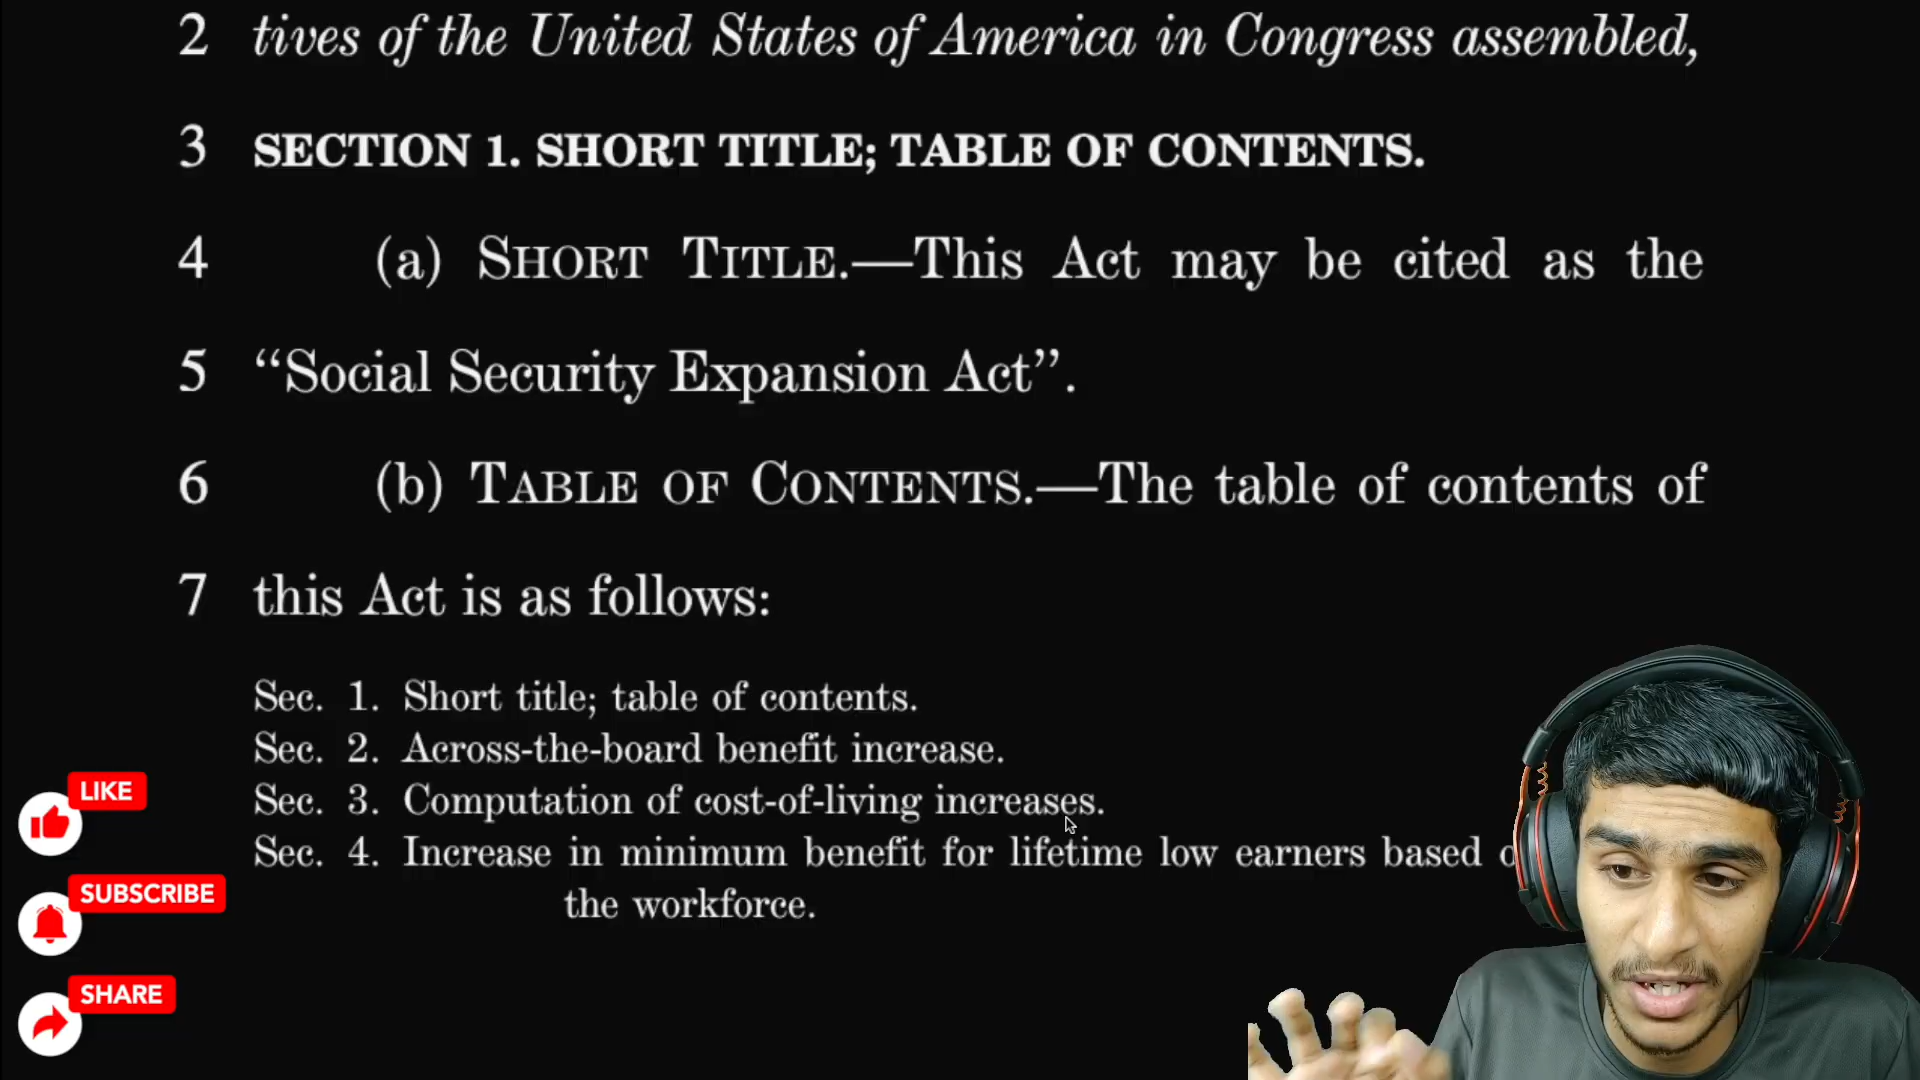 2 tives of the United States of America in Congress assembled,
3 SECTION 1. SHORT TITLE; TABLE OF CONTENTS.
4 (a) SHORT TITLE.—This Act may be cited as the
5 “Social Security Expansion Act”.
6 (b) TABLE OF CONTENTS.—The table of contents of
7 this Act is as follows:
Sec. 1. Short title; table of contents.
Sec. 2. Across-the-board benefit increase.
Sec. 3. Computation of cost-of-living increases.
Sec. 4. Increase in minimum benefit for lifetime low earners based
the workforce.
LIKE
SUBSCRIBE
SHARE